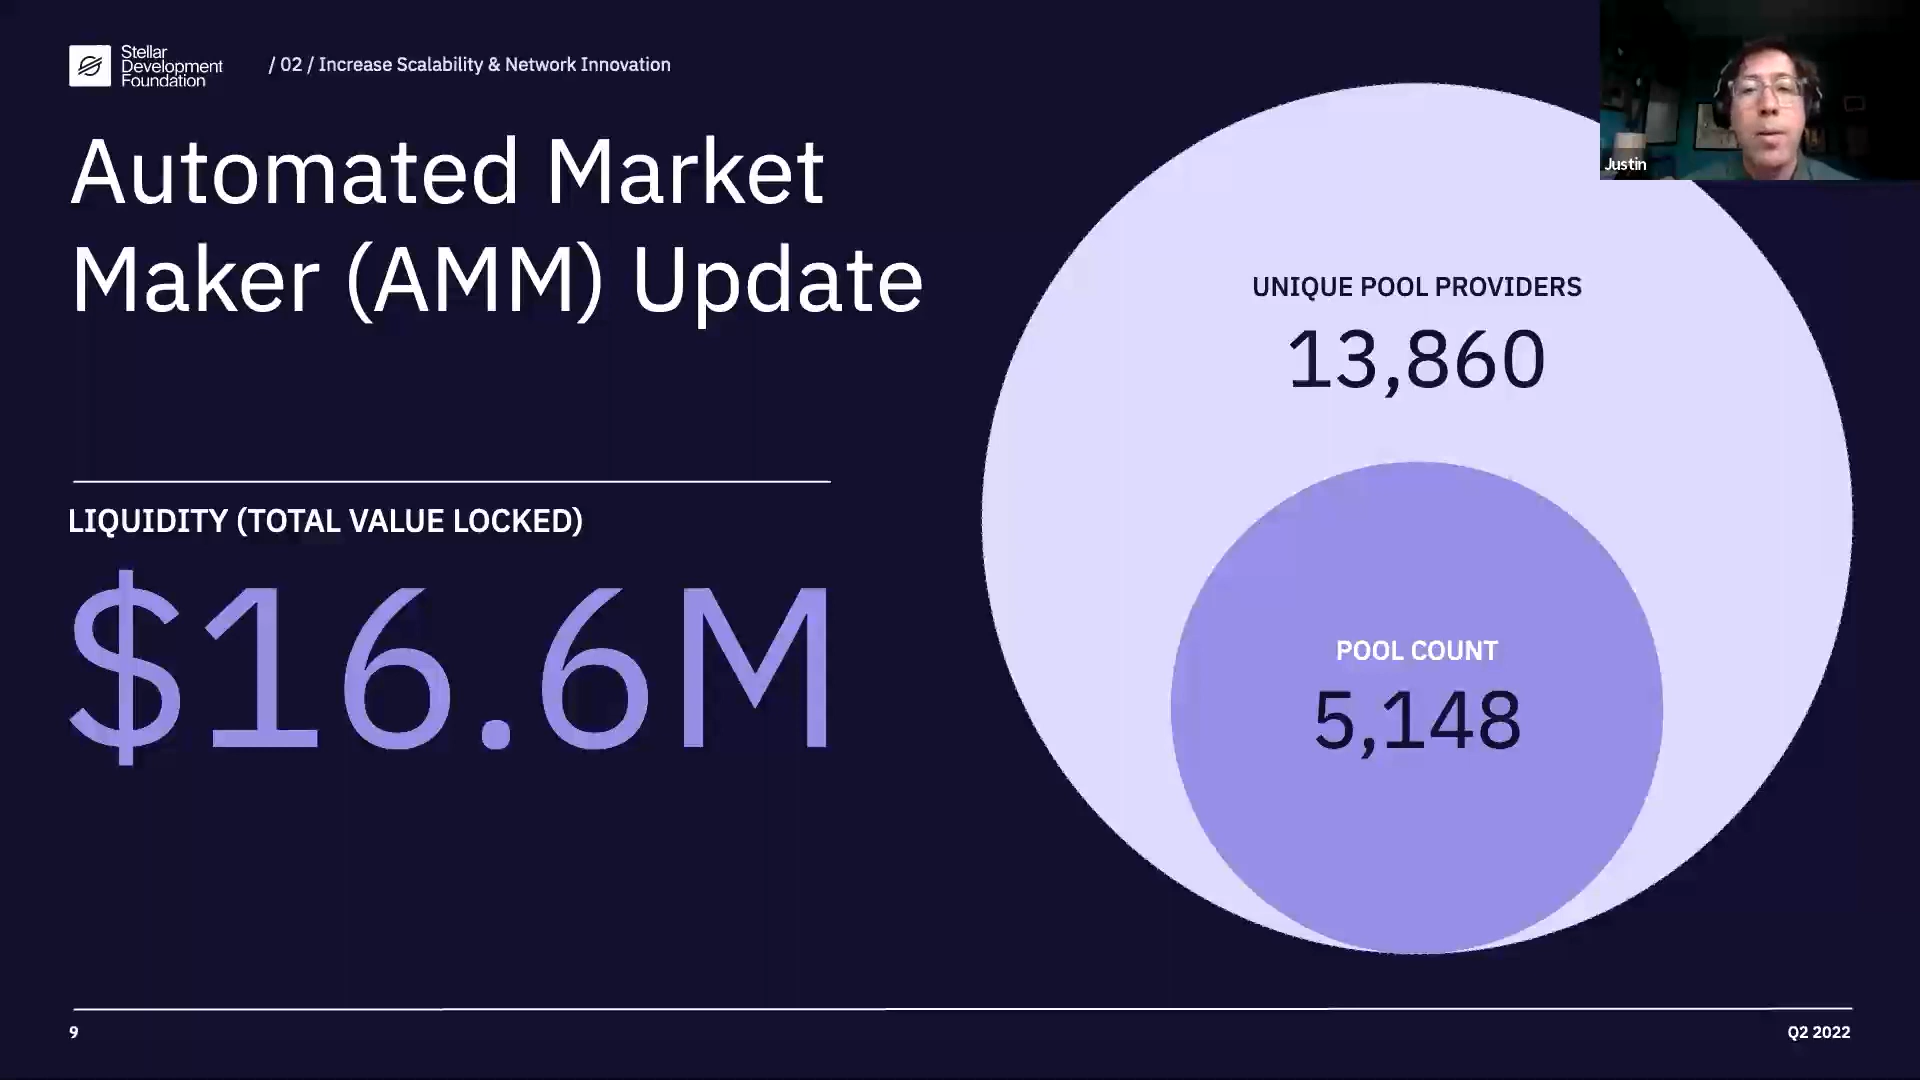 Stellar
Development
Foundation
/ 02 / Increase Scalability & Network Innovation
Automated Market
Maker (AMM) Update
LIQUIDITY (TOTAL VALUE LOCKED)
$16.6M
UNIQUE POOL PROVIDERS
13,860
POOL COUNT
5,148
Justin
9
Q2 2022